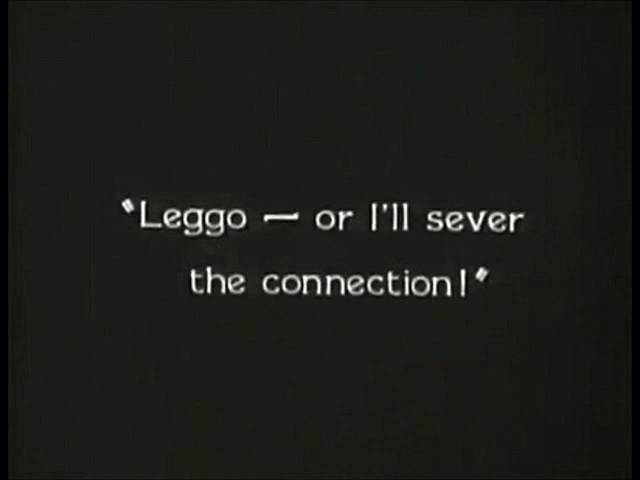 "Leggo — or I'll sever
the connection!"